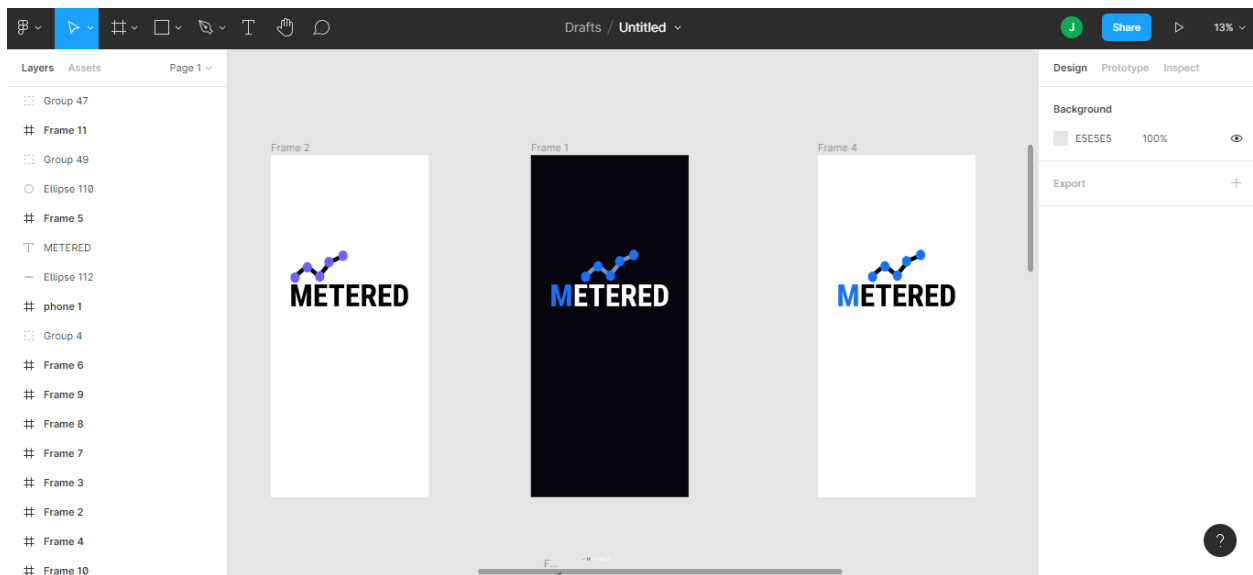 Drafts / Untitled
J
Share
13%
Layers Assets Page 1
Group 47
Frame 11
Group 49
Ellipse 110
Frame 5
METERED
Ellipse 112
phone 1
Group 4
Frame 6
Frame 9
Frame 8
Frame 7
Frame 3
Frame 2
Frame 4
Frame 10
Frame 2
METERED
Frame 1
METERED
Frame 4
METERED
F...
METERED
Design Prototype Inspect
Background
E5E5E5 100%
Export
?